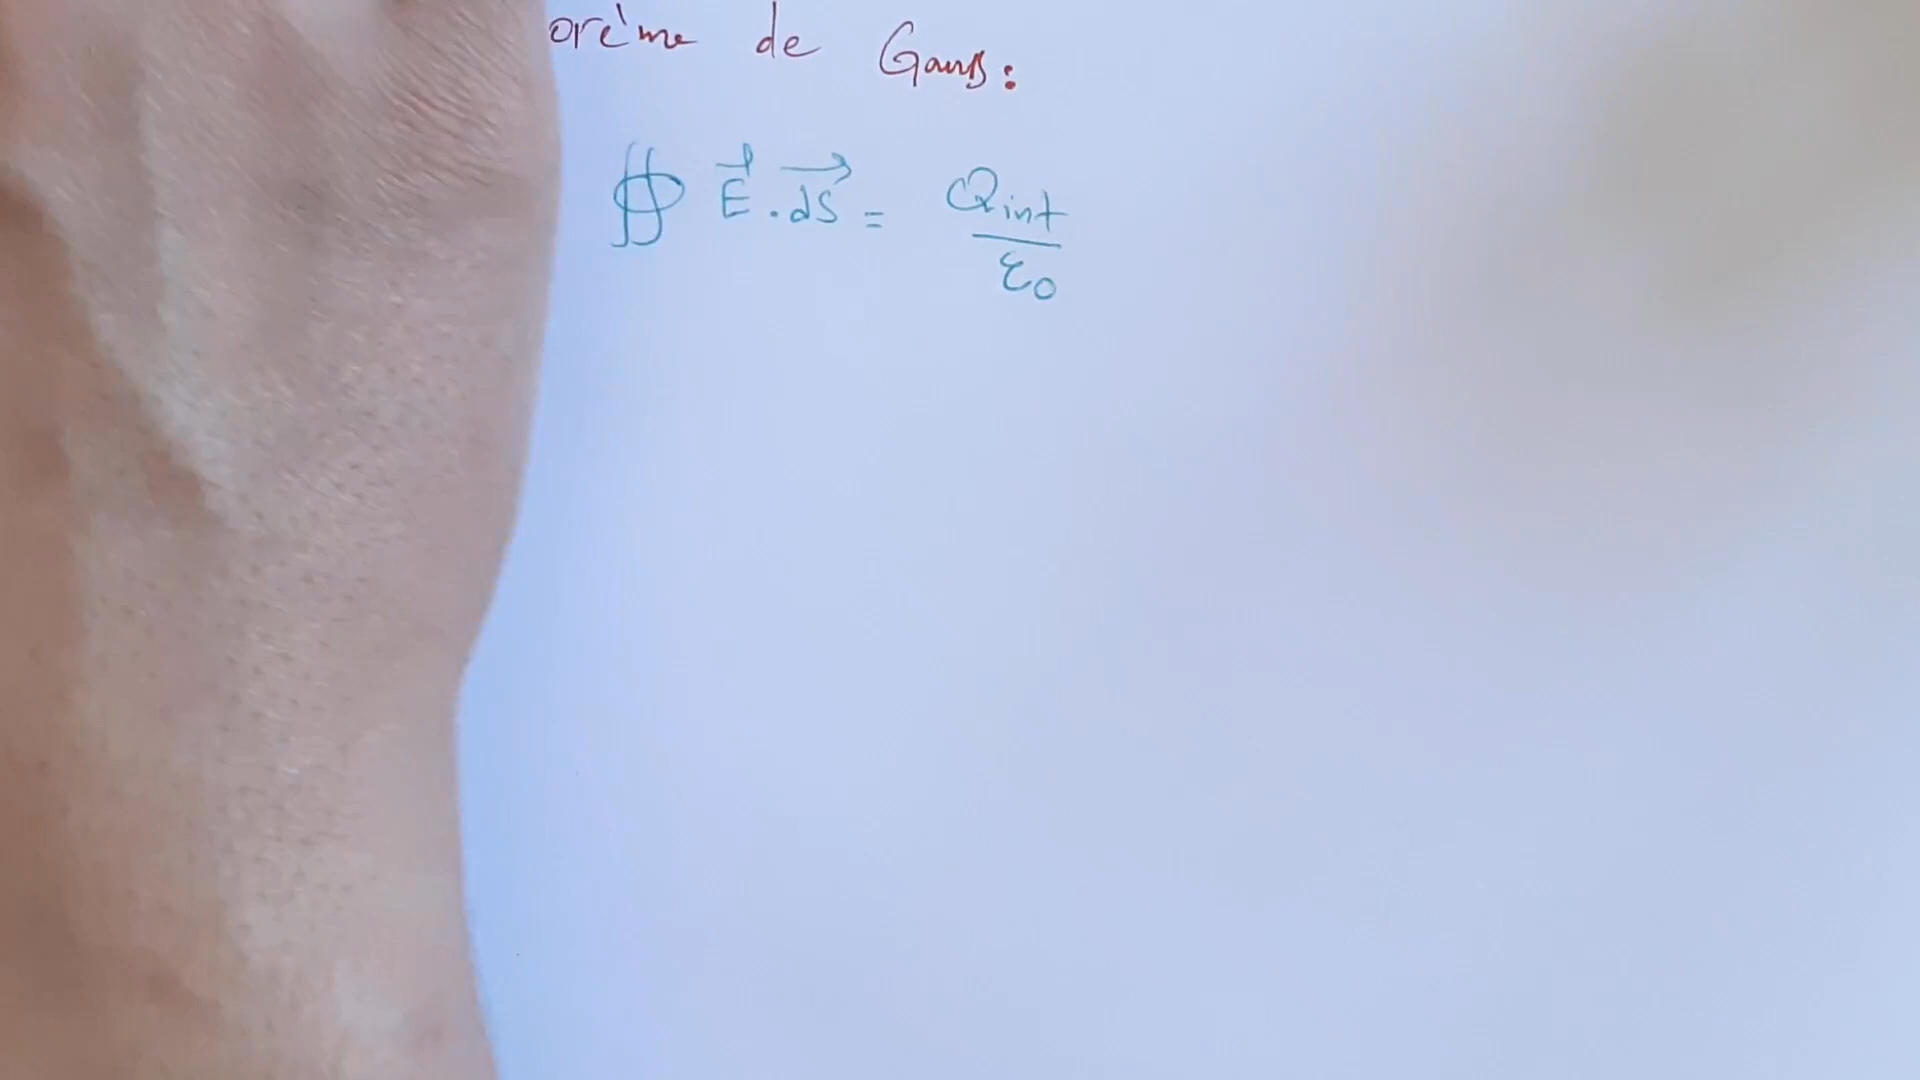 orème de Gauss:
∯ E⃗ . dS⃗ = Qint / ε0